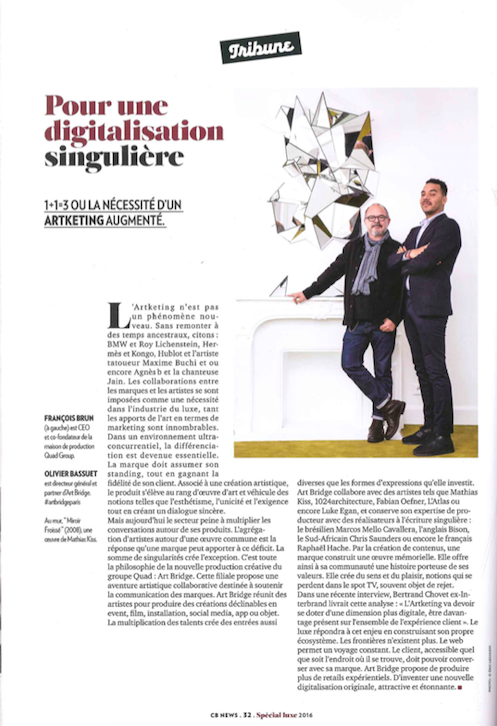 Tribune
Pour une
digitalisation
singulière
1+1=3 OU LA NÉCESSITÉ D'UN
ARTKETING AUGMENTÉ.
L'Artketing n'est pas
un phénomène nou-
veau. Sans remonter à
des temps ancestraux, citons :
BMW et Roy Lichenstein, Her-
mès et Kongo, Hublot et l'artiste
tatoueur Maxime Buchi et ou
encore Agnès b et la chanteuse
Jain. Les collaborations entre
les marques et les artistes se sont
imposées comme une nécessité
dans l'industrie du luxe, tant
les apports de l'art en termes de
marketing sont innombrables.
Dans un environnement ultra-
concurrentiel, la différencia-
tion est devenue essentielle.
La marque doit assumer son
standing, tout en gagnant la
fidélité de son client. Associé à une création artistique,
le produit s'élève au rang d'œuvre d'art et véhicule des
notions telles que l'esthétisme, l'unicité et l'exigence
tout en créant un dialogue sincère.
Mais aujourd'hui le secteur peine à multiplier les
conversations autour de ses produits. L'agréga-
tion d'artistes autour d'une œuvre commune est la
réponse qu'une marque peut apporter à ce déficit. La
somme de singularités crée l'exception. C'est toute
la philosophie de la nouvelle production créative du
groupe Quad : Art Bridge. Cette filiale propose une
aventure artistique collaborative destinée à soutenir
la communication des marques. Art Bridge réunit des
artistes pour produire des créations déclinables en
event, film, installation, social media, app ou objet.
La multiplication des talents crée des entrées aussi
FRANÇOIS BRUN
(à gauche) est CEO
et co-fondateur de la
maison de production
Quad Group.
OLIVIER BASSUET
est directeur général et
partner d'Art Bridge.
#artbridgeparis
Au mur, "Miroir
Froissé" (2008), une
œuvre de Mathias Kiss.
diverses que les formes d'expressions qu'elle investit.
Art Bridge collabore avec des artistes tels que Mathias
Kiss, 1024architecture, Fabian Oefner, L'Atlas ou
encore Luke Egan, et conserve son expertise de pro-
ducteur avec des réalisateurs à l'écriture singulière :
le brésilien Marcos Mello Cavallera, l'anglais Bison,
le Sud-Africain Chris Saunders ou encore le français
Raphaël Hache. Par la création de contenus, une
marque construit une œuvre mémorielle. Elle offre
ainsi à sa communauté une histoire porteuse de ses
valeurs. Elle crée du sens et du plaisir, notions qui se
perdent dans le spot TV, souvent objet de rejet.
Dans une récente interview, Bertrand Chovet ex-In-
terbrand livrait cette analyse : « L'Artketing va devoir
se doter d'une dimension plus digitale, être davan-
tage présent sur l'ensemble de l'expérience client ». Le
luxe répondra à cet enjeu en construisant son propre
écosystème. Les frontières n'existent plus. Le web
permet un voyage constant. Le client, accessible quel
que soit l'endroit où il se trouve, doit pouvoir conver-
ser avec sa marque. Art Bridge propose de produire
plus de retails expérientiels. D'inventer une nouvelle
digitalisation originale, attractive et étonnante.
CB NEWS . 32 . Spécial luxe 2016